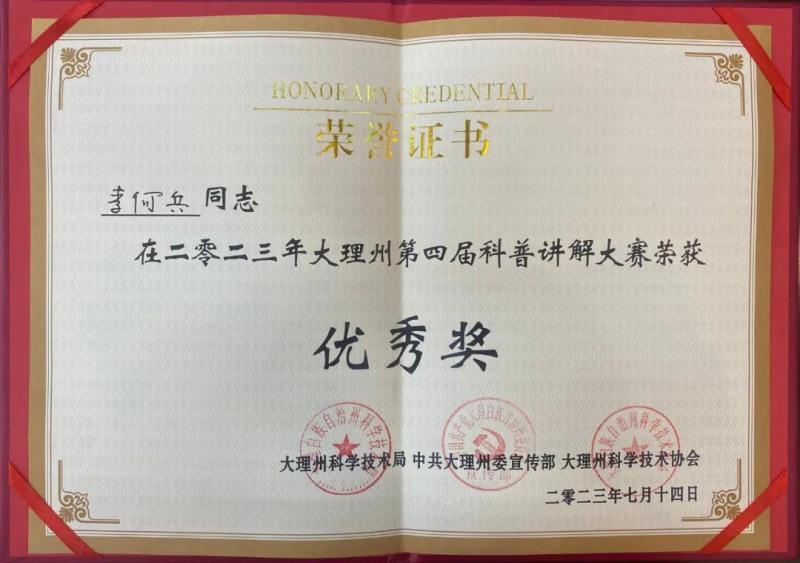 HONORARY CREDENTIAL
荣誉证书
李何兵 同志
在二零二三年大理州第四届科普讲解大赛荣获
优秀奖
大理州科学技术局 中共大理州委宣传部 大理州科学技术协会
二零二三年七月十四日